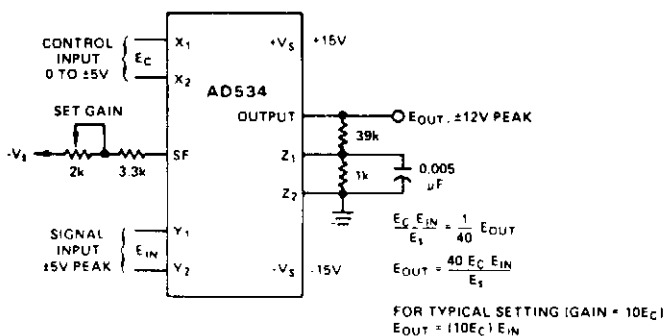 CONTROL
INPUT
0 TO ±5V
E_C
X₁
X₂
+V_S
+15V
AD534
OUTPUT
E_OUT, ±12V PEAK
SET GAIN
-V_S
2k
3.3k
SF
39k
Z₁
1k
Z₂
0.005
µF
SIGNAL
INPUT
±5V PEAK
E_IN
Y₁
Y₂
-V_S
-15V
E_C E_IN / E_S = 1/40 E_OUT
E_OUT = 40 E_C E_IN / E_S
FOR TYPICAL SETTING (GAIN = 10E_C)
E_OUT = (10E_C) E_IN